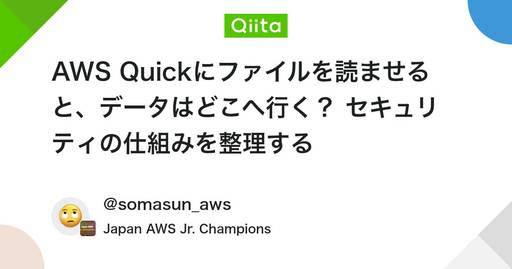 Qiita
AWS Quickにファイルを読ませる
と、データはどこへ行く？ セキュリ
ティの仕組みを整理する
@somasun_aws
Japan AWS Jr. Champions